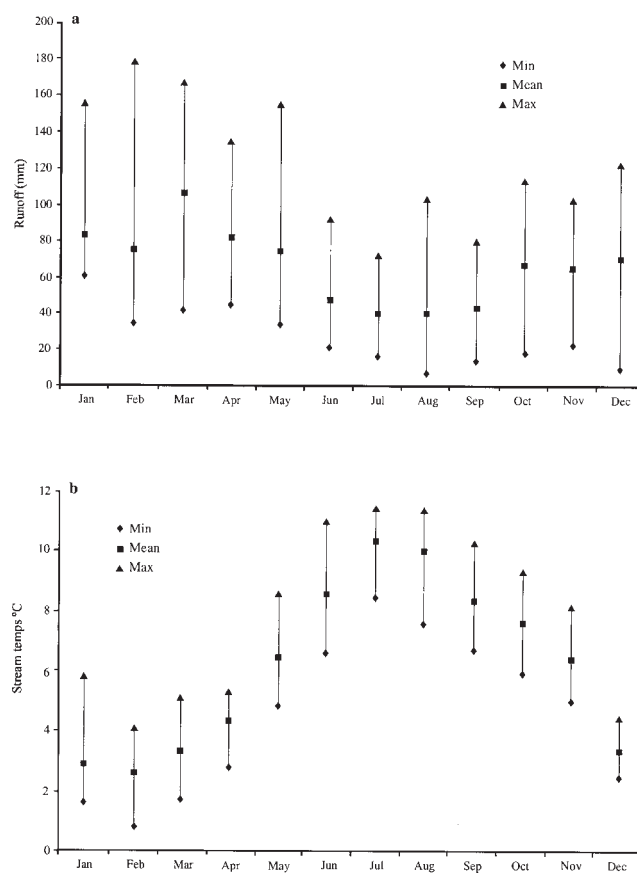 a
200
180
160
140
120
100
80
60
40
20
0
Runoff (mm)
Min
Mean
Max
Jan Feb Mar Apr May Jun Jul Aug Sep Oct Nov Dec
b
12
10
8
6
4
2
0
Stream temps °C
Min
Mean
Max
Jan Feb Mar Apr May Jun Jul Aug Sep Oct Nov Dec